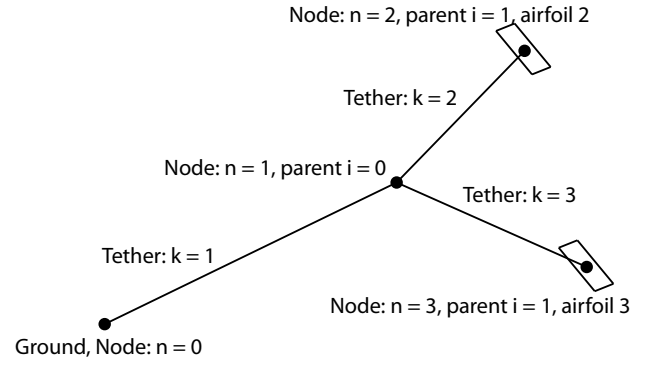 Node: n = 2, parent i = 1, airfoil 2
Tether: k = 2
Node: n = 1, parent i = 0
Tether: k = 3
Tether: k = 1
Node: n = 3, parent i = 1, airfoil 3
Ground, Node: n = 0